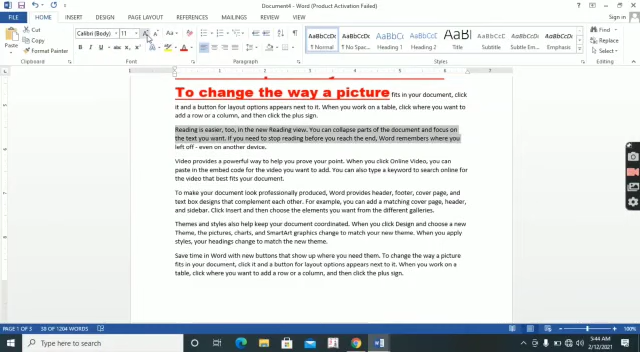 Document4 - Word (Product Activation Failed)
FILE HOME INSERT DESIGN PAGE LAYOUT REFERENCES MAILINGS REVIEW VIEW Sign in
Cut
Copy
Format Painter
Paste
Calibri (Body) 11
Clipboard Font Paragraph Styles Editing
AaBbCcDc AaBbCcDc AaBbC AaBbCc AaB AaBbCcD AaBbCcDc AaBbCcDc
¶ Normal ¶ No Spac... Heading 1 Heading 2 Title Subtitle Subtle Em... Emphasis
Find
Replace
Select
To change the way a picture fits in your document, click
it and a button for layout options appears next to it. When you work on a table, click where you want to
add a row or a column, and then click the plus sign.
Reading is easier, too, in the new Reading view. You can collapse parts of the document and focus on
the text you want. If you need to stop reading before you reach the end, Word remembers where you
left off - even on another device.
Video provides a powerful way to help you prove your point. When you click Online Video, you can
paste in the embed code for the video you want to add. You can also type a keyword to search online for
the video that best fits your document.
To make your document look professionally produced, Word provides header, footer, cover page, and
text box designs that complement each other. For example, you can add a matching cover page, header,
and sidebar. Click Insert and then choose the elements you want from the different galleries.
Themes and styles also help keep your document coordinated. When you click Design and choose a new
Theme, the pictures, charts, and SmartArt graphics change to match your new theme. When you apply
styles, your headings change to match the new theme.
Save time in Word with new buttons that show up where you need them. To change the way a picture
fits in your document, click it and a button for layout options appears next to it. When you work on a
table, click where you want to add a row or a column, and then click the plus sign.
PAGE 1 OF 3 38 OF 1204 WORDS 100%
Type here to search
5:44 AM
2/12/2021